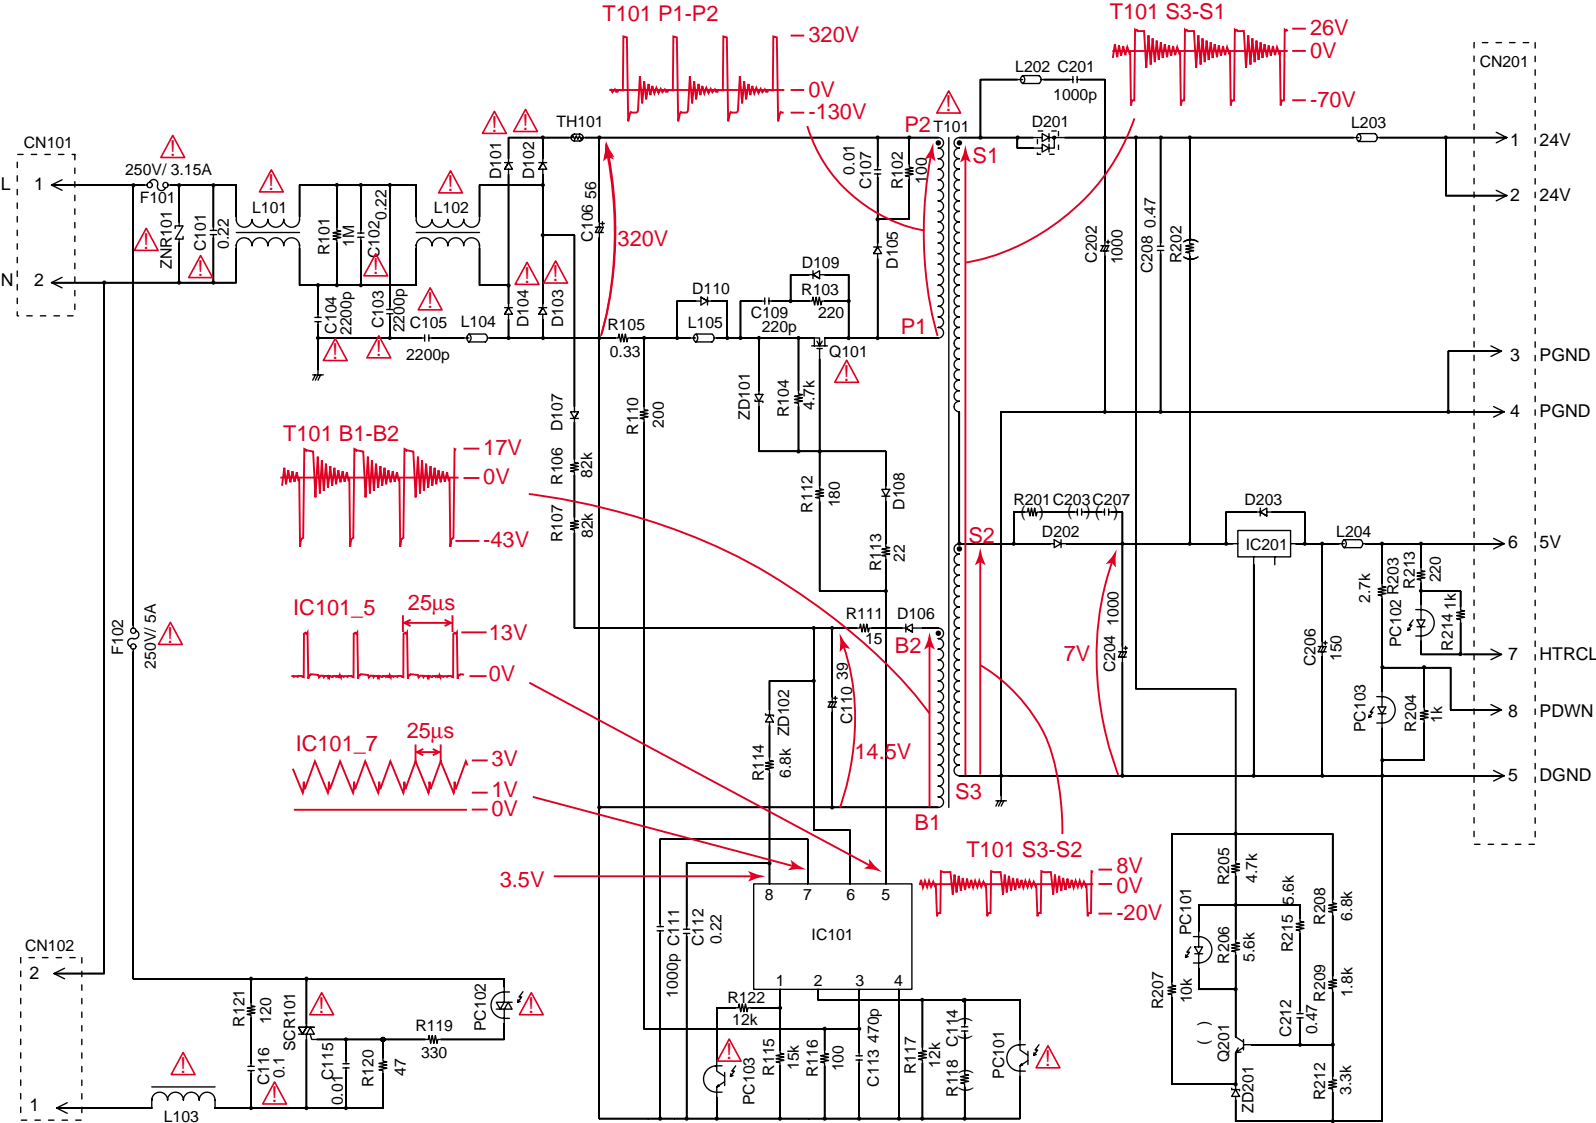 T101 P1-P2
320V
0V
-130V
T101 S3-S1
26V
0V
-70V
CN101
L
1
N
2
250V/ 3.15A
F101
ZNR101
C101
0.22
L101
R101
1M
C102
0.22
C104
2200p
C103
2200p
C105
2200p
L102
L104
D101
D102
D104
D103
TH101
C106
56
320V
R105
0.33
D110
L105
C109
220p
D109
R103
220
0.01
C107
R102
100
D105
P2
P1
T101
Q101
ZD101
R104
4.7k
R110
200
D107
R106
82k
R107
82k
R112
180
D108
R113
22
R111
15
D106
B2
B1
C110
39
14.5V
ZD102
R114
6.8k
T101 B1-B2
17V
0V
-43V
IC101_5
25µs
13V
0V
IC101_7
25µs
3V
1V
0V
3.5V
F102
250V/ 5A
L202
C201
1000p
D201
S1
L203
CN201
1
24V
2
24V
3
PGND
4
PGND
6
5V
7
HTRCL
8
PDWN
5
DGND
C202
1000
C208
0.47
R202
S2
R201
C203
C207
D202
D203
IC201
L204
7V
C204
1000
C206
150
2.7k
R203
R213
220
PC102
R214
1k
PC103
R204
1k
S3
T101 S3-S2
8V
0V
-20V
8
7
6
5
IC101
1
2
3
4
C111
1000p
C112
0.22
R122
12k
PC103
R115
15k
R116
100
C113
470p
R117
12k
C114
R118
PC101
R205
4.7k
PC101
R206
5.6k
R215
5.6k
R208
6.8k
R207
10k
R209
1.8k
C212
0.47
( )
Q201
ZD201
R212
3.3k
CN102
2
1
R121
120
C116
0.1
SCR101
C115
0.01
R120
47
R119
330
PC102
L103